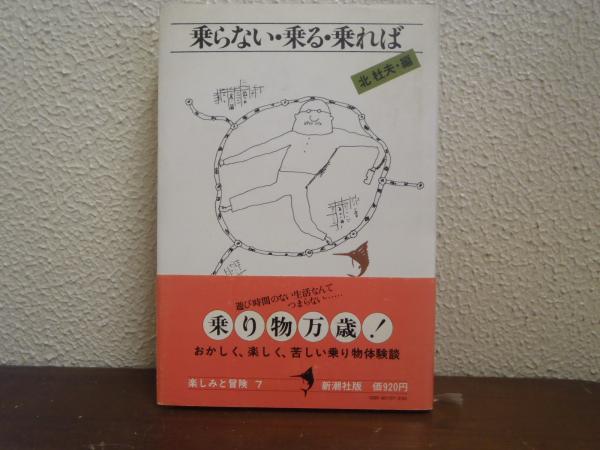 乗らない・乗る・乗れば
北杜夫・編
遊び時間のない生活なんて
つまらない……
乗り物万歳！
おかしく、楽しく、苦しい乗り物体験談
楽しみと冒険 7
新潮社版 価920円